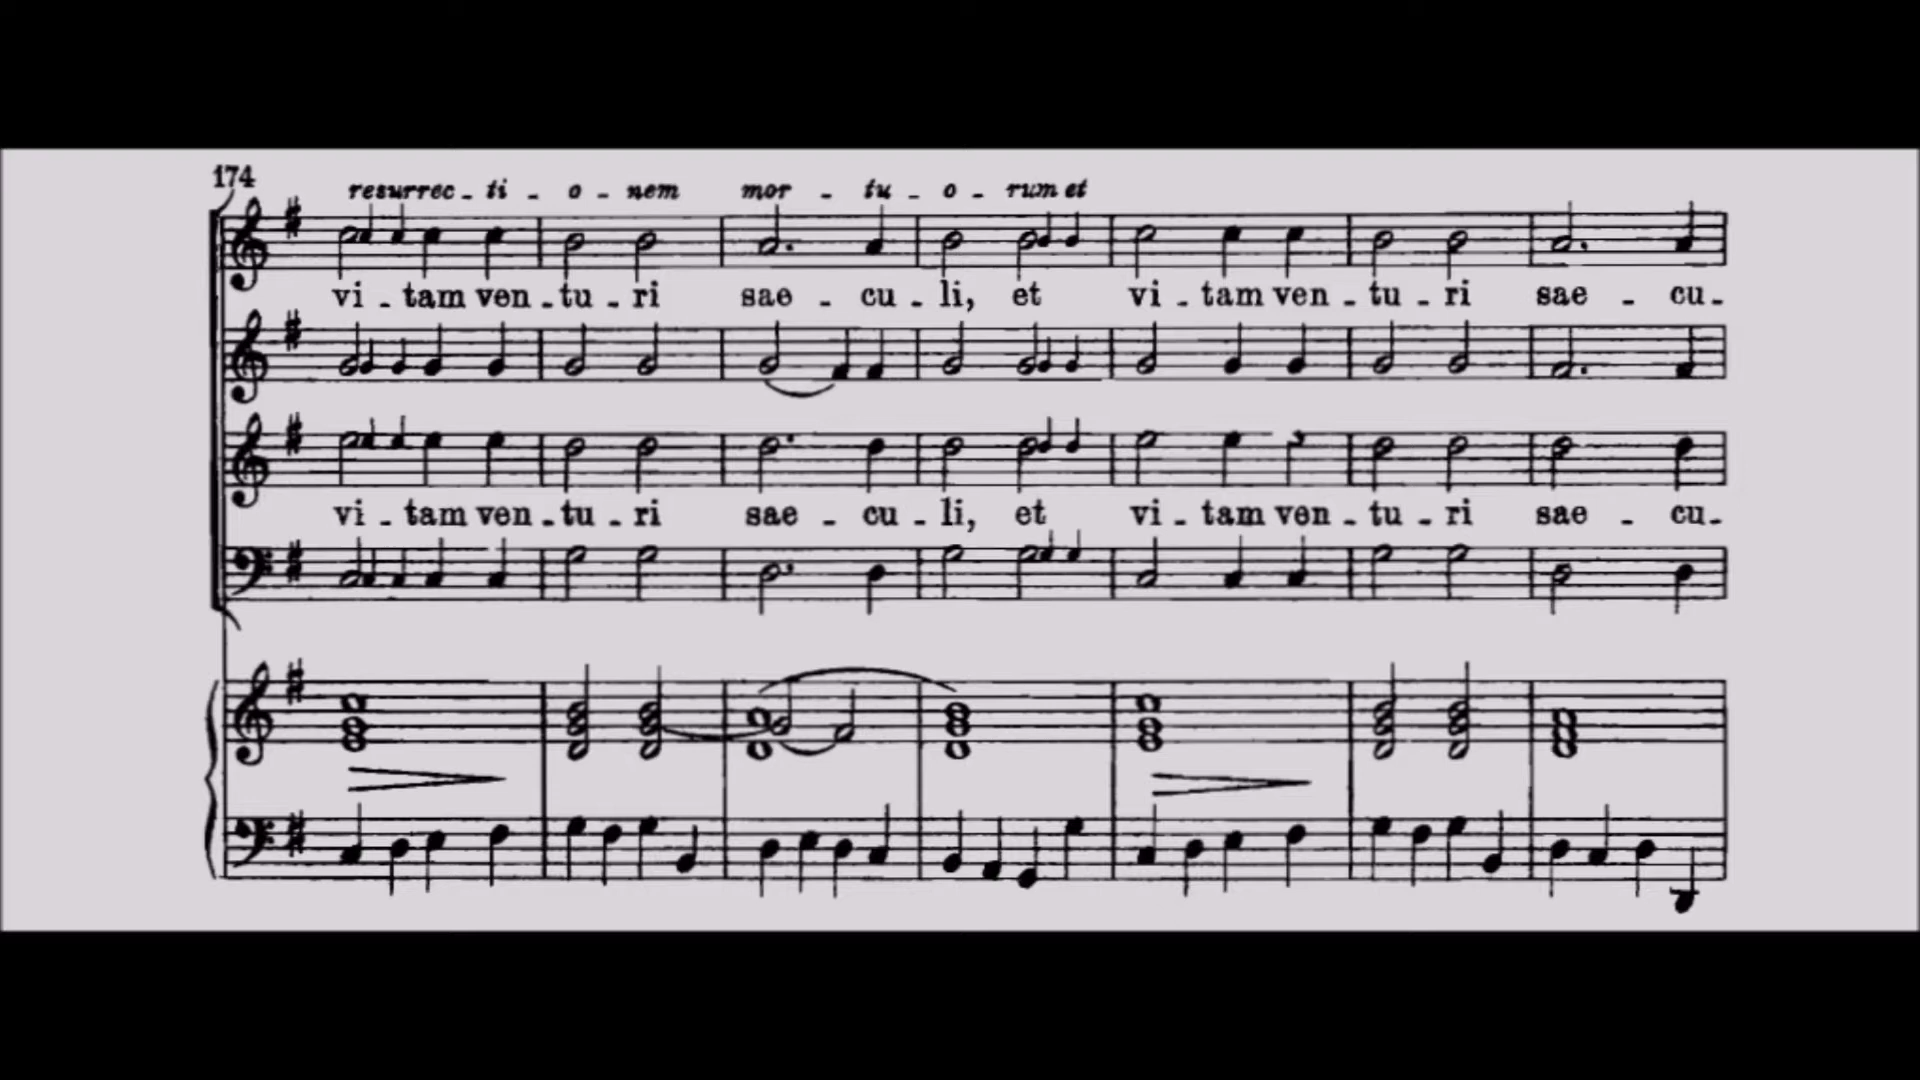 174
resurrec - ti - o - nem mor - tu - o - rum et
vi - tam ven - tu - ri sae - cu - li, et vi - tam ven - tu - ri sae - cu -
vi - tam ven - tu - ri sae - cu - li, et vi - tam ven - tu - ri sae - cu -